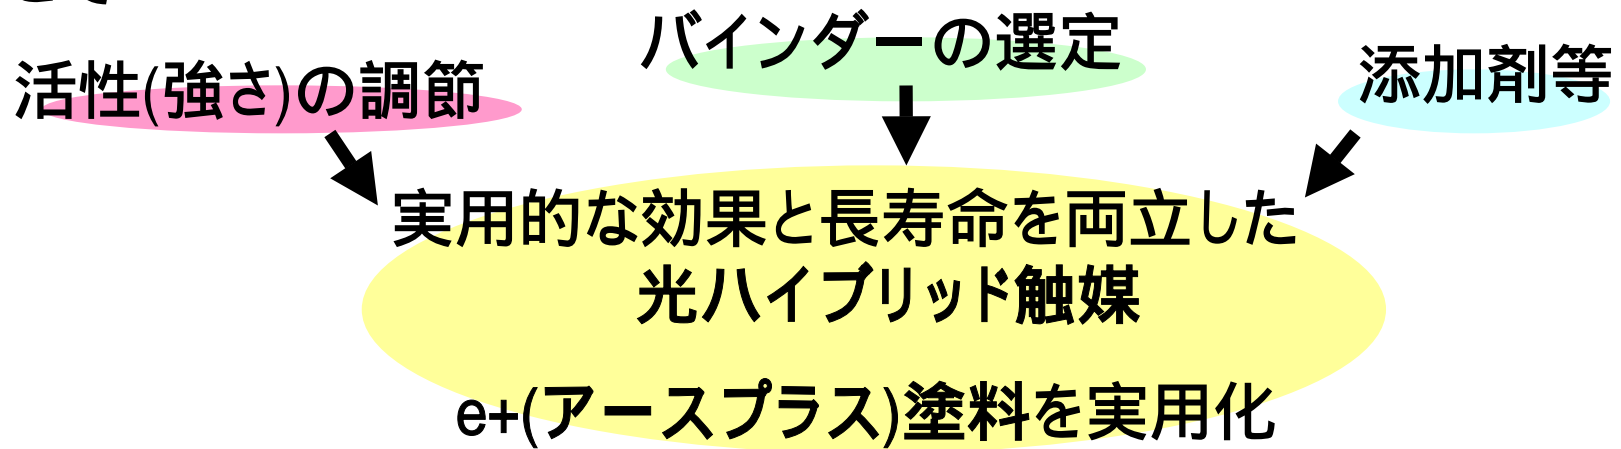 バインダーの選定
活性(強さ)の調節
添加剤等
実用的な効果と長寿命を両立した
光ハイブリッド触媒
e+(アースプラス)塗料を実用化